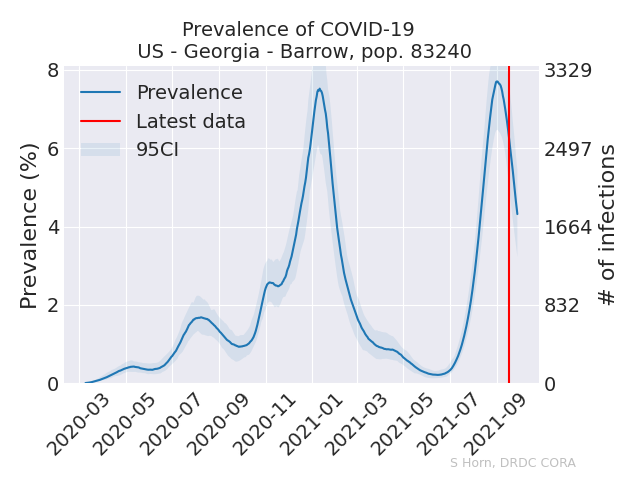 Prevalence of COVID-19
US - Georgia - Barrow, pop. 83240
8
6
4
2
0
Prevalence (%)
Prevalence
Latest data
95CI
3329
2497
1664
832
0
# of infections
2020-03
2020-05
2020-07
2020-09
2020-11
2021-01
2021-03
2021-05
2021-07
2021-09
S Horn, DRDC CORA